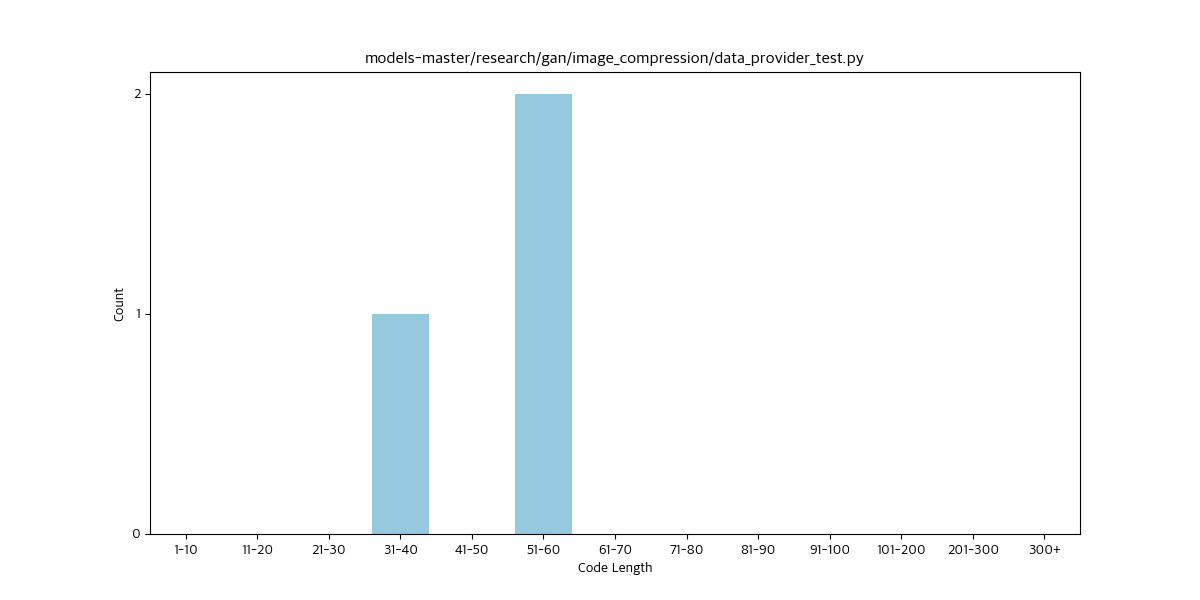 models-master/research/gan/image_compression/data_provider_test.py
Count
2
1
0
1-10 11-20 21-30 31-40 41-50 51-60 61-70 71-80 81-90 91-100 101-200 201-300 300+
Code Length